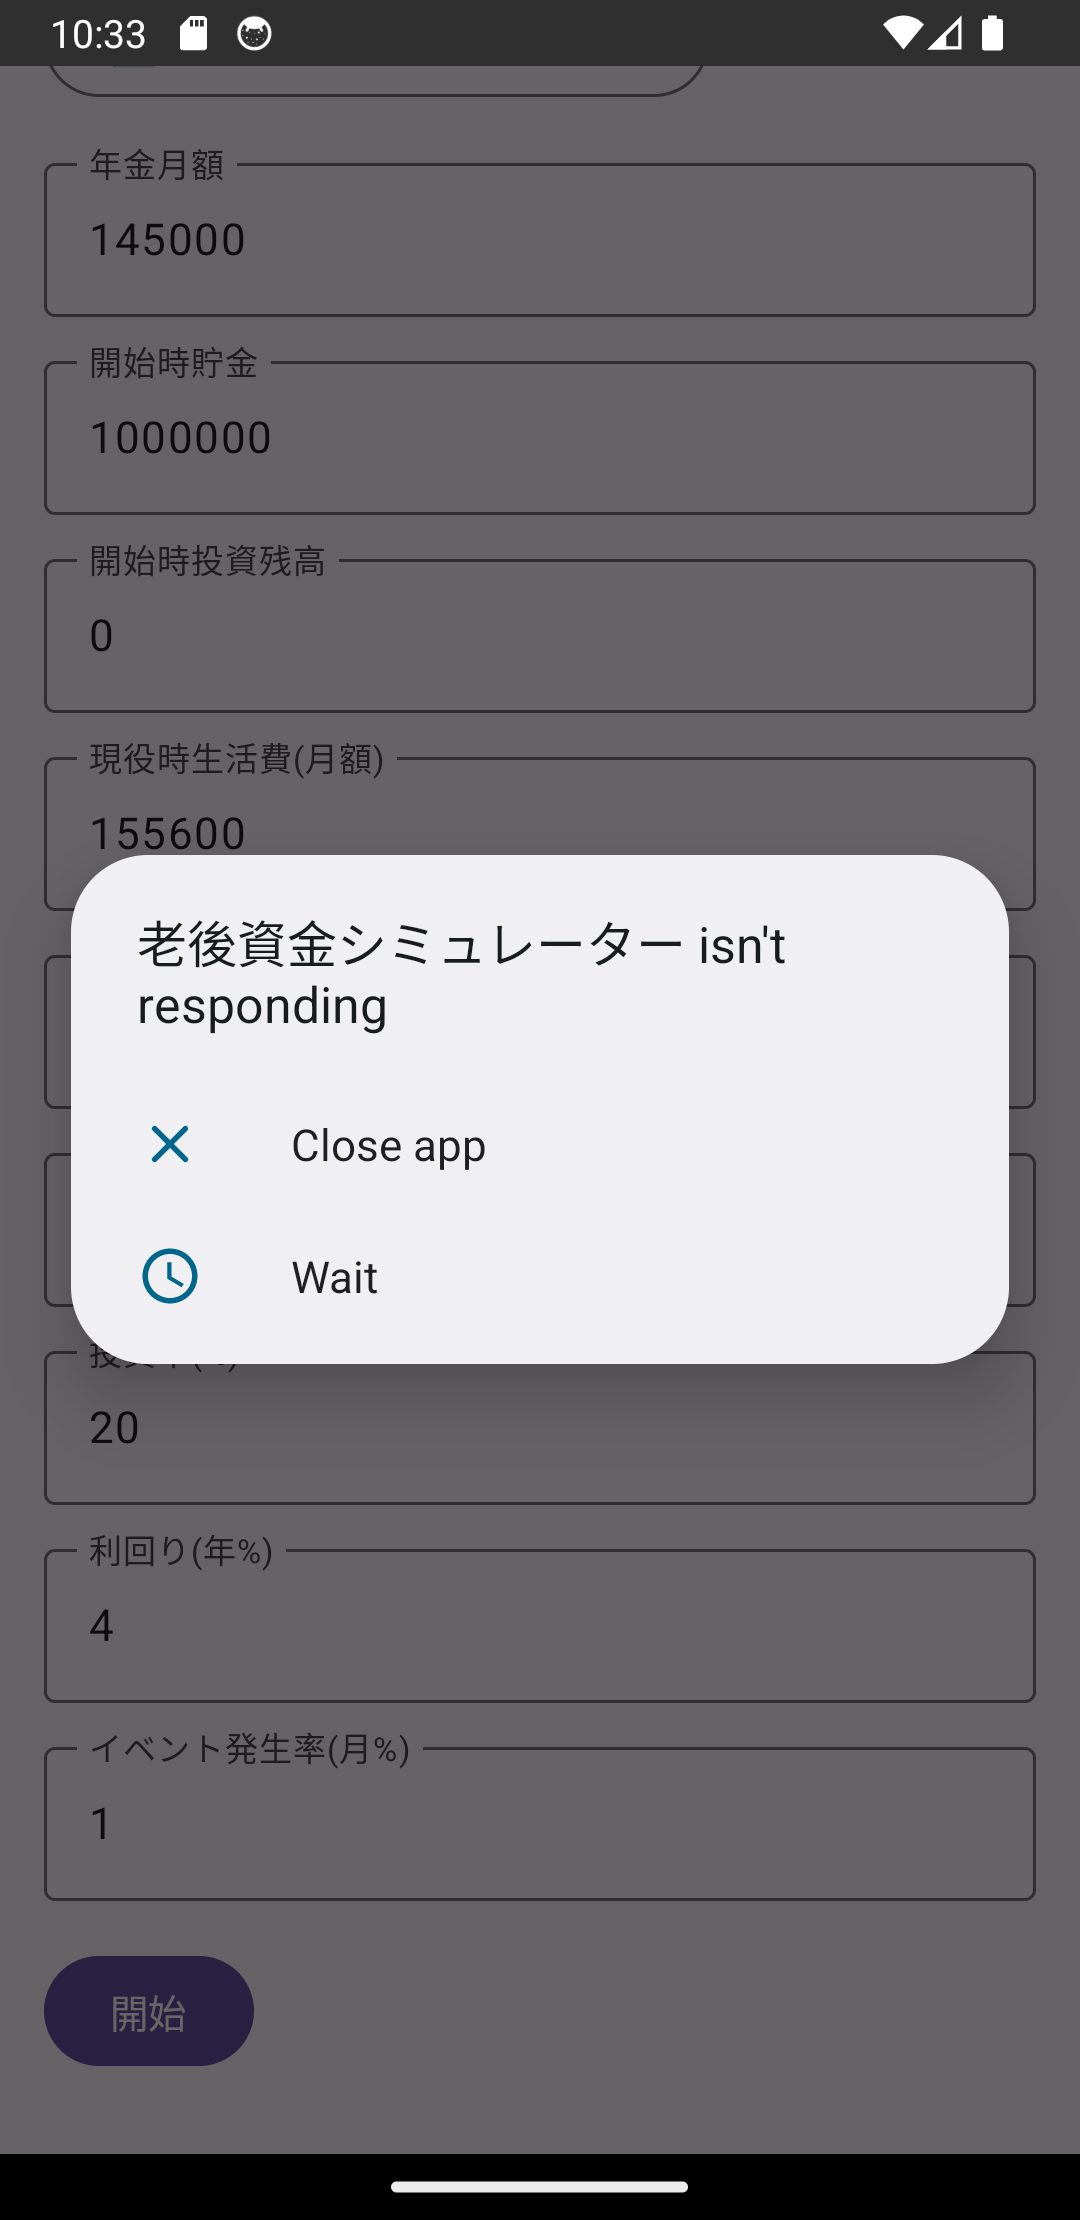 10:33
年金月額
145000
開始時貯金
1000000
開始時投資残高
0
現役時生活費(月額)
155600
老後資金シミュレーター isn't
responding
Close app
Wait
20
利回り(年%)
4
イベント発生率(月%)
1
開始